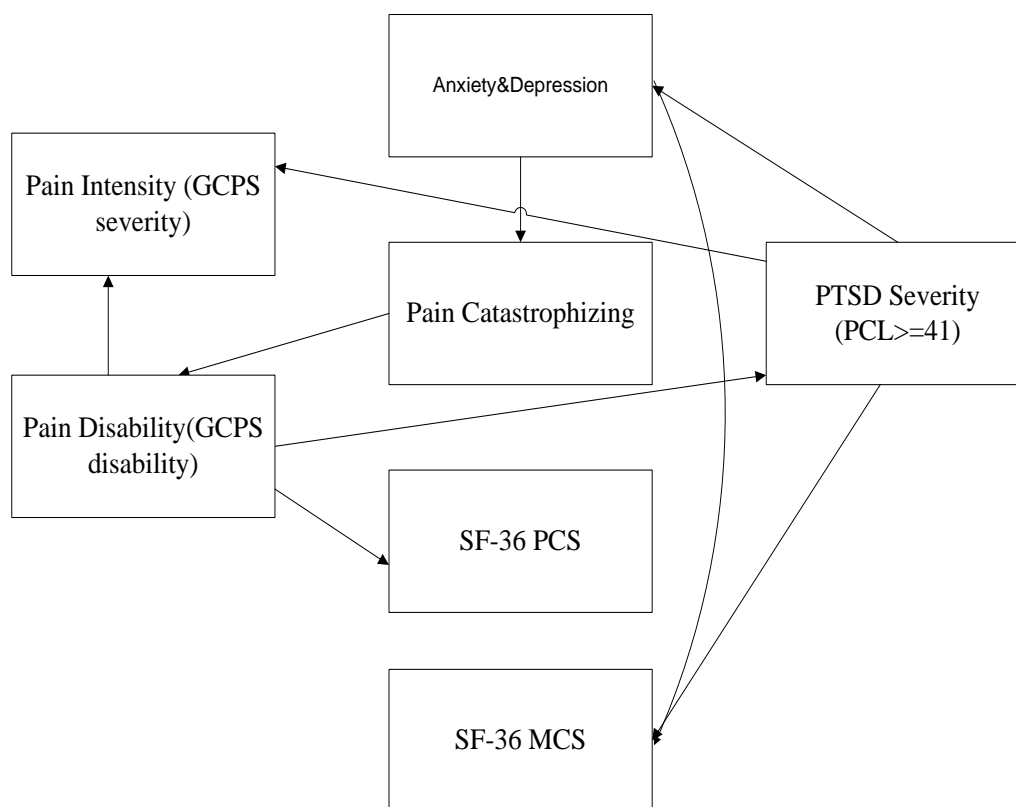 Anxiety&Depression
Pain Intensity (GCPS
severity)
Pain Catastrophizing
PTSD Severity
(PCL>=41)
Pain Disability(GCPS
disability)
SF-36 PCS
SF-36 MCS